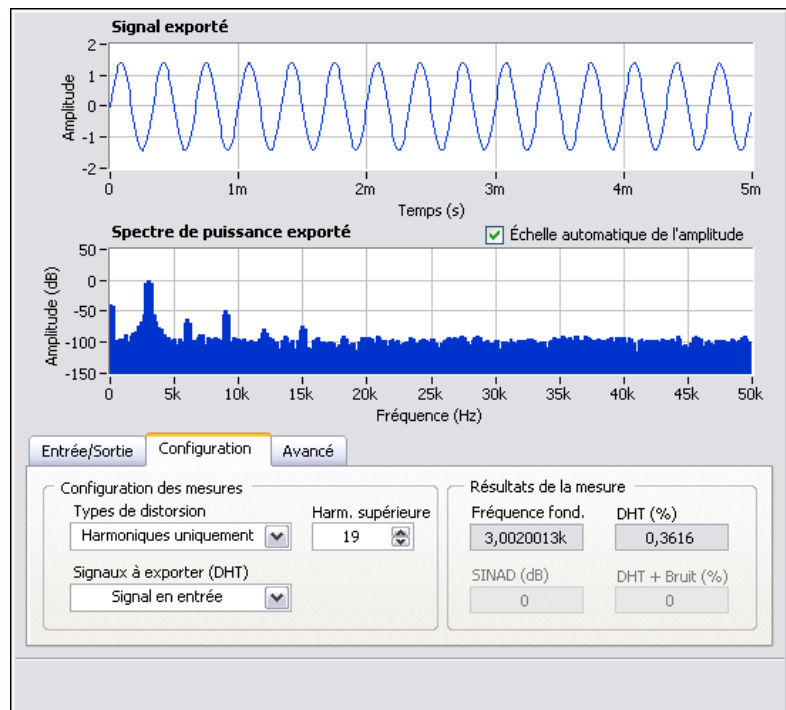 Signal exporté
2
1
0
-1
-2
Amplitude
0 1m 2m 3m 4m 5m
Temps (s)
Spectre de puissance exporté
Échelle automatique de l'amplitude
50
0
-50
-100
-150
Amplitude (dB)
0 5k 10k 15k 20k 25k 30k 35k 40k 45k 50k
Fréquence (Hz)
Entrée/Sortie Configuration Avancé
Configuration des mesures
Types de distorsion
Harmoniques uniquement
Harm. supérieure
19
Signaux à exporter (DHT)
Signal en entrée
Résultats de la mesure
Fréquence fond. DHT (%)
3,0020013k 0,3616
SINAD (dB) DHT + Bruit (%)
0 0